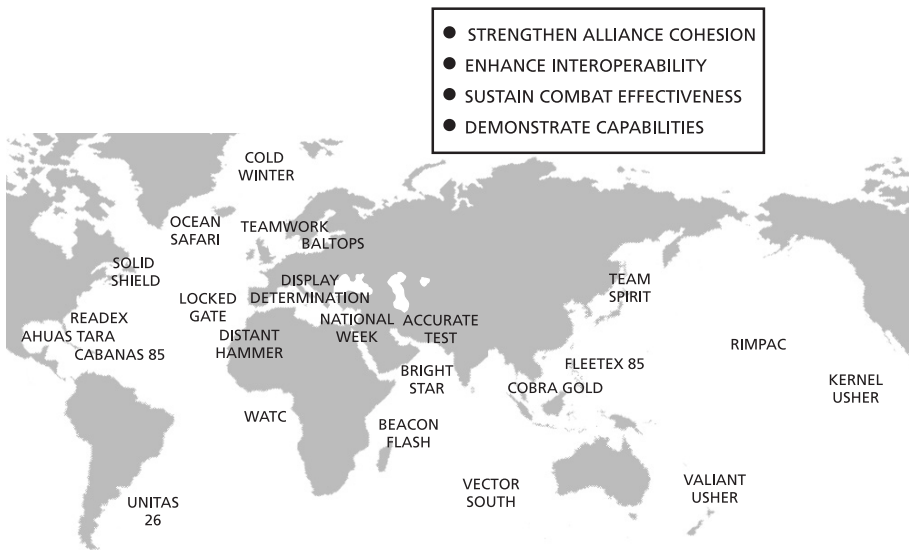 ● STRENGTHEN ALLIANCE COHESION
● ENHANCE INTEROPERABILITY
● SUSTAIN COMBAT EFFECTIVENESS
● DEMONSTRATE CAPABILITIES
COLD
WINTER
OCEAN
SAFARI
TEAMWORK
BALTOPS
SOLID
SHIELD
DISPLAY
DETERMINATION
TEAM
SPIRIT
LOCKED
GATE
READEX
AHUAS TARA
CABANAS 85
DISTANT
HAMMER
NATIONAL
WEEK
ACCURATE
TEST
RIMPAC
BRIGHT
STAR
FLEETEX 85
COBRA GOLD
KERNEL
USHER
WATC
BEACON
FLASH
VECTOR
SOUTH
VALIANT
USHER
UNITAS
26